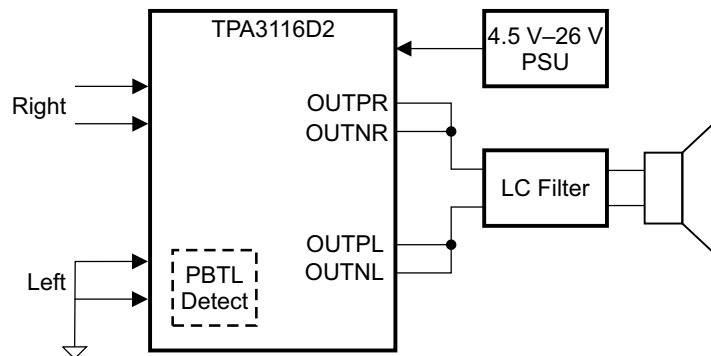 TPA3116D2
4.5 V–26 V
PSU
Right
OUTPR
OUTNR
LC Filter
OUTPL
OUTNL
Left
PBTL
Detect